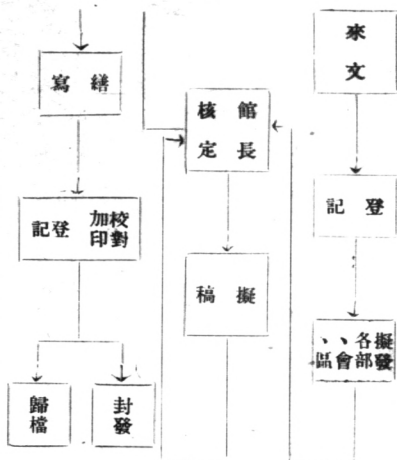 來文
登記
擬發
各部
、會
、區
館長
核定
擬稿
繕寫
校對
加印
登記
封發
歸檔